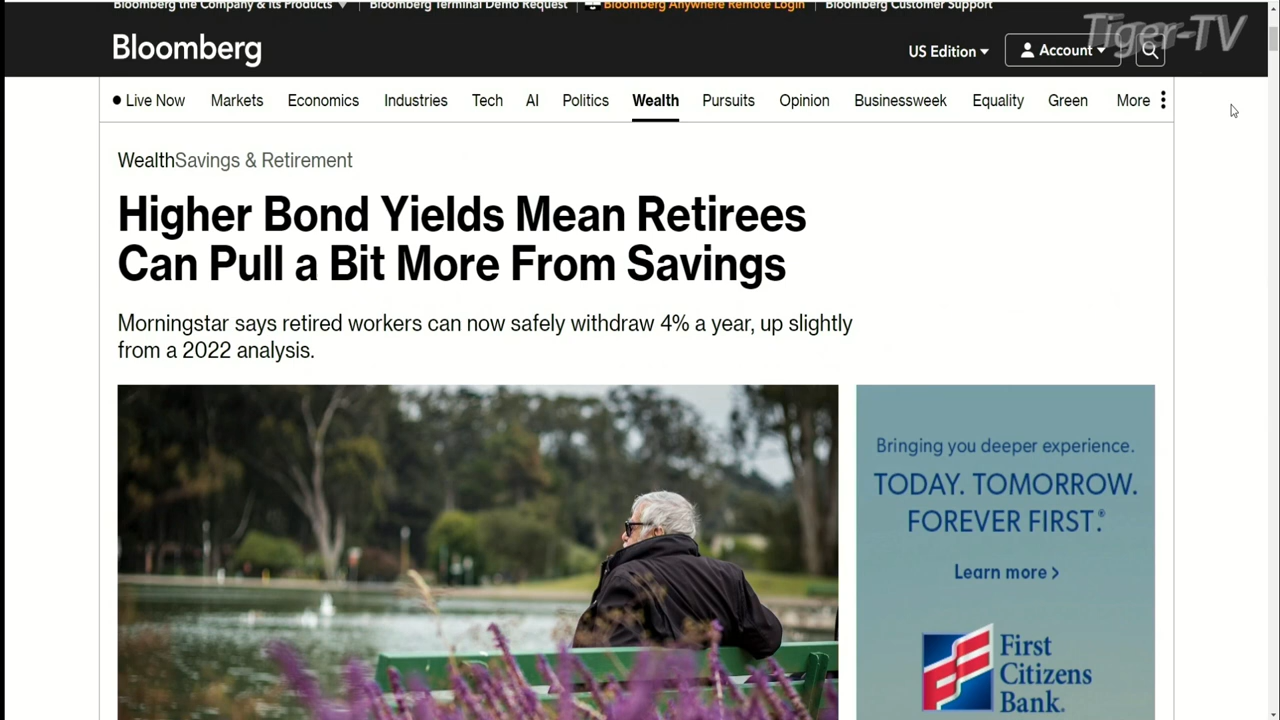 Bloomberg the Company & Its Products
Bloomberg Terminal Demo Request
Bloomberg Anywhere Remote Login
Bloomberg Customer Support
Tiger-TV
Bloomberg
US Edition
Account
Live Now
Markets
Economics
Industries
Tech
AI
Politics
Wealth
Pursuits
Opinion
Businessweek
Equality
Green
More
WealthSavings & Retirement
Higher Bond Yields Mean Retirees
Can Pull a Bit More From Savings
Morningstar says retired workers can now safely withdraw 4% a year, up slightly
from a 2022 analysis.
Bringing you deeper experience.
TODAY. TOMORROW.
FOREVER FIRST.®
Learn more >
First
Citizens
Bank.